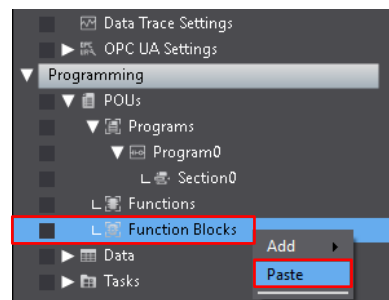 Data Trace Settings
OPC UA Settings
Programming
POUs
Programs
Program0
Section0
Functions
Function Blocks
Add
Data
Paste
Tasks